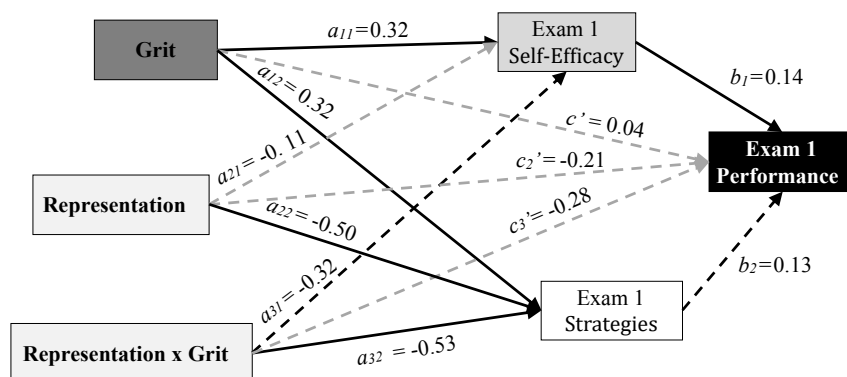 Grit
a11=0.32
Exam 1
Self-Efficacy
a12=0.32
b1=0.14
c’= 0.04
a21= -0. 11
Exam 1
Performance
c2’= -0.21
Representation
a22= -0.50
c3’= -0.28
a31= -0.32
b2=0.13
Exam 1
Strategies
Representation x Grit
a32 = -0.53